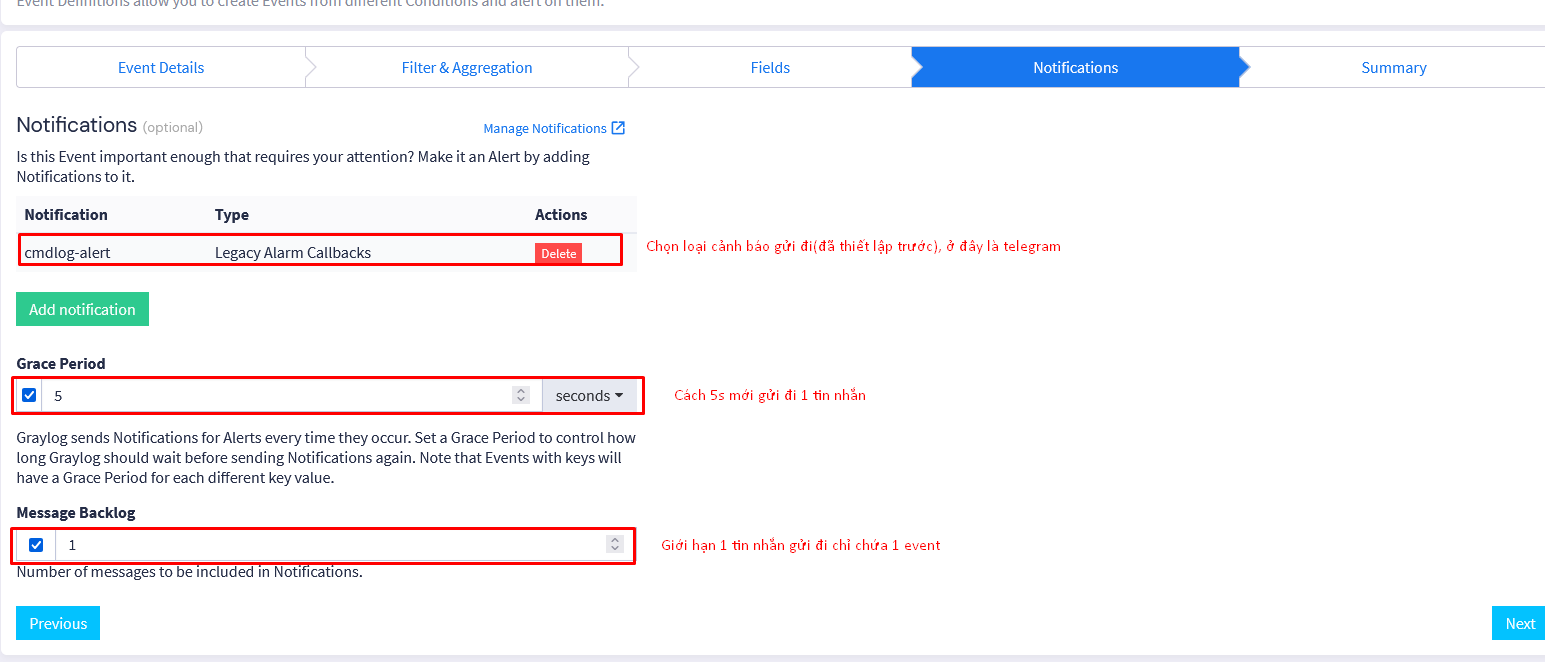 Event Definitions allow you to create Events from different Conditions and alert on them.
Event Details
Filter & Aggregation
Fields
Notifications
Summary
Notifications (optional)
Manage Notifications
Is this Event important enough that requires your attention? Make it an Alert by adding
Notifications to it.
Notification Type Actions
cmdlog-alert Legacy Alarm Callbacks Delete
Chọn loại cảnh báo gửi đi(đã thiết lập trước), ở đây là telegram
Add notification
Grace Period
5 seconds
Cách 5s mới gửi đi 1 tin nhắn
Graylog sends Notifications for Alerts every time they occur. Set a Grace Period to control how
long Graylog should wait before sending Notifications again. Note that Events with keys will
have a Grace Period for each different key value.
Message Backlog
1
Giới hạn 1 tin nhắn gửi đi chỉ chứa 1 event
Number of messages to be included in Notifications.
Previous
Next